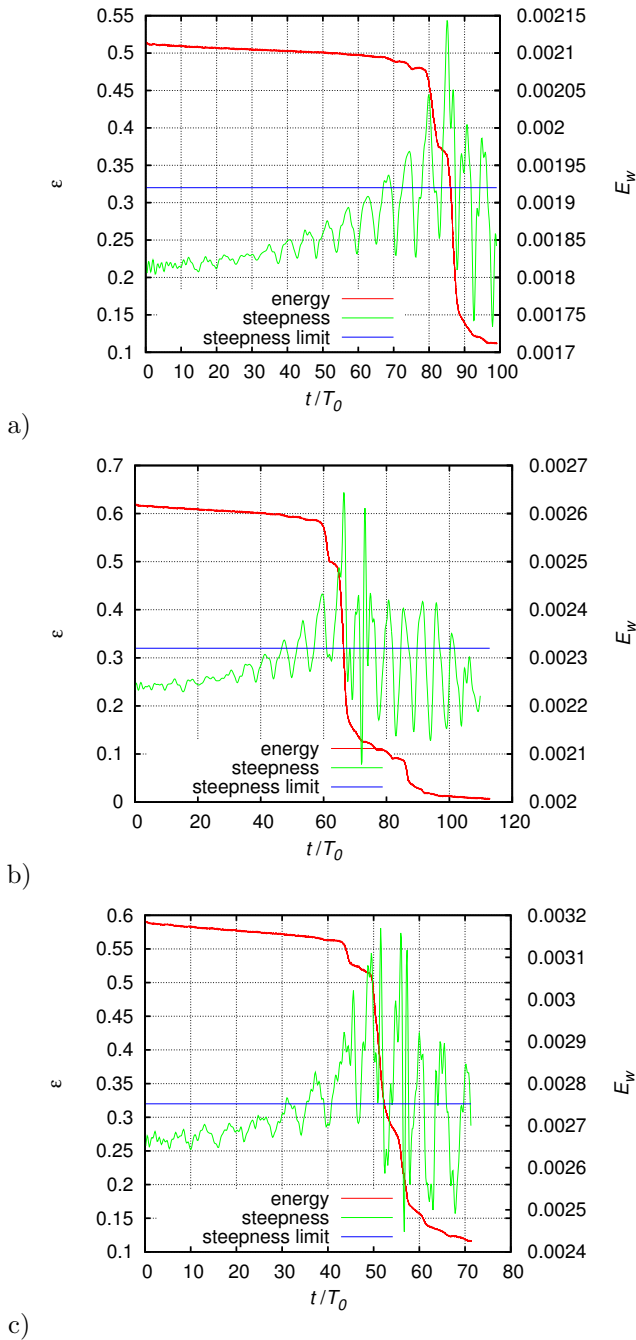 0.55 0.00215
0.5 0.0021
0.45 0.00205
0.4 0.002
0.35 0.00195
ε 0.3 0.0019 E_w
0.25 0.00185
0.2 0.0018
energy
0.15 steepness 0.00175
steepness limit
0.1 0.0017
0 10 20 30 40 50 60 70 80 90 100
t/T_0
a)
0.7 0.0027
0.6 0.0026
0.5 0.0025
0.4 0.0024
ε 0.3 0.0023 E_w
0.2 0.0022
0.1 energy 0.0021
steepness
steepness limit
0 0.002
0 20 40 60 80 100 120
t/T_0
b)
0.6 0.0032
0.55 0.0031
0.5 0.003
0.45
0.4 0.0029
0.35 0.0028
ε 0.3 E_w
0.25 0.0027
0.2 0.0026
energy
0.15 steepness 0.0025
steepness limit
0.1 0.0024
0 10 20 30 40 50 60 70 80
t/T_0
c)